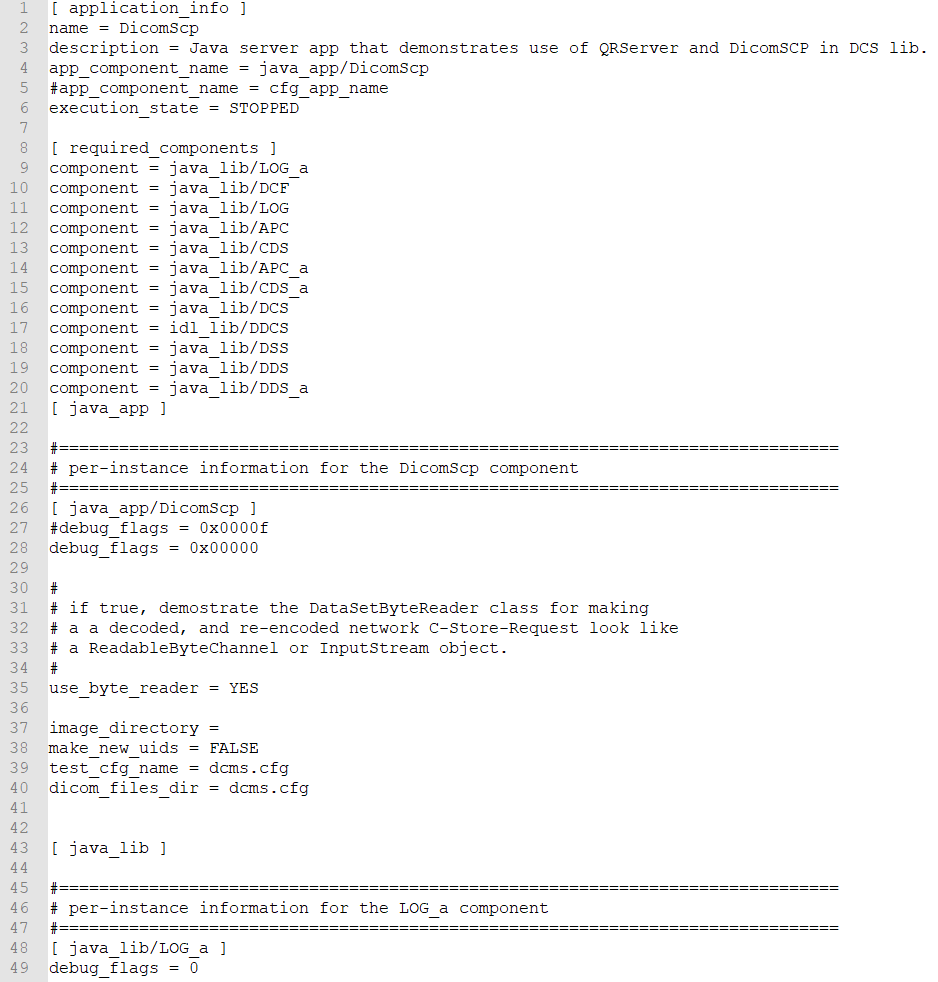 1 [ application_info ]
2 name = DicomScp
3 description = Java server app that demonstrates use of QRServer and DicomSCP in DCS lib.
4 app_component_name = java_app/DicomScp
5 #app_component_name = cfg_app_name
6 execution_state = STOPPED
7
8 [ required_components ]
9 component = java_lib/LOG_a
10 component = java_lib/DCF
11 component = java_lib/LOG
12 component = java_lib/APC
13 component = java_lib/CDS
14 component = java_lib/APC_a
15 component = java_lib/CDS_a
16 component = java_lib/DCS
17 component = idl_lib/DDCS
18 component = java_lib/DSS
19 component = java_lib/DDS
20 component = java_lib/DDS_a
21 [ java_app ]
22
23 #==============================================================================
24 # per-instance information for the DicomScp component
25 #==============================================================================
26 [ java_app/DicomScp ]
27 #debug_flags = 0x0000f
28 debug_flags = 0x00000
29
30 #
31 # if true, demostrate the DataSetByteReader class for making
32 # a a decoded, and re-encoded network C-Store-Request look like
33 # a ReadableByteChannel or InputStream object.
34 #
35 use_byte_reader = YES
36
37 image_directory =
38 make_new_uids = FALSE
39 test_cfg_name = dcms.cfg
40 dicom_files_dir = dcms.cfg
41
42
43 [ java_lib ]
44
45 #==============================================================================
46 # per-instance information for the LOG_a component
47 #==============================================================================
48 [ java_lib/LOG_a ]
49 debug_flags = 0